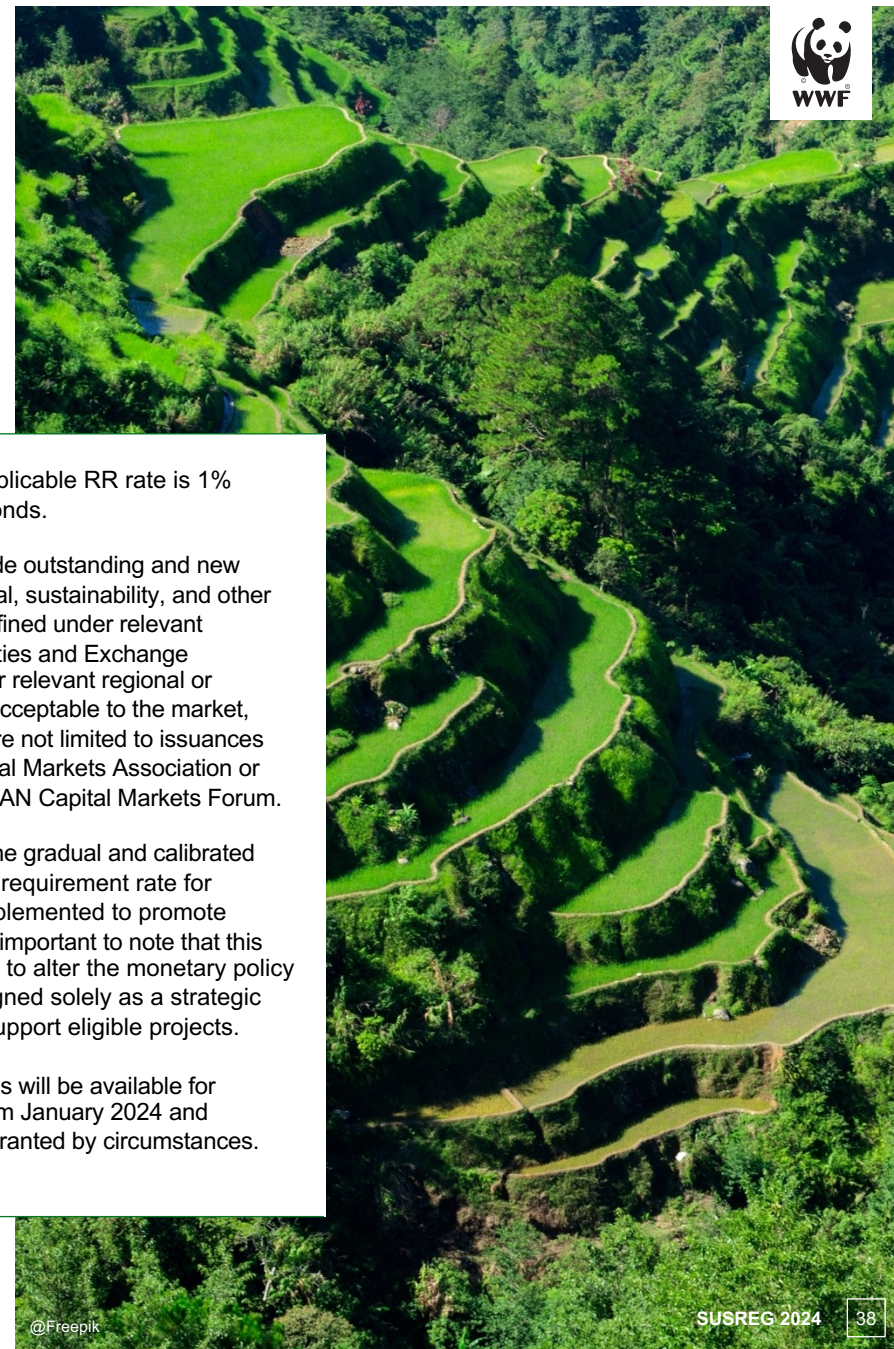 WWF
plicable RR rate is 1%
onds.
de outstanding and new
al, sustainability, and other
fined under relevant
ties and Exchange
r relevant regional or
cceptable to the market,
re not limited to issuances
al Markets Association or
AN Capital Markets Forum.
he gradual and calibrated
requirement rate for
plemented to promote
important to note that this
to alter the monetary policy
gned solely as a strategic
upport eligible projects.
s will be available for
m January 2024 and
ranted by circumstances.
@Freepik
SUSREG 2024 38